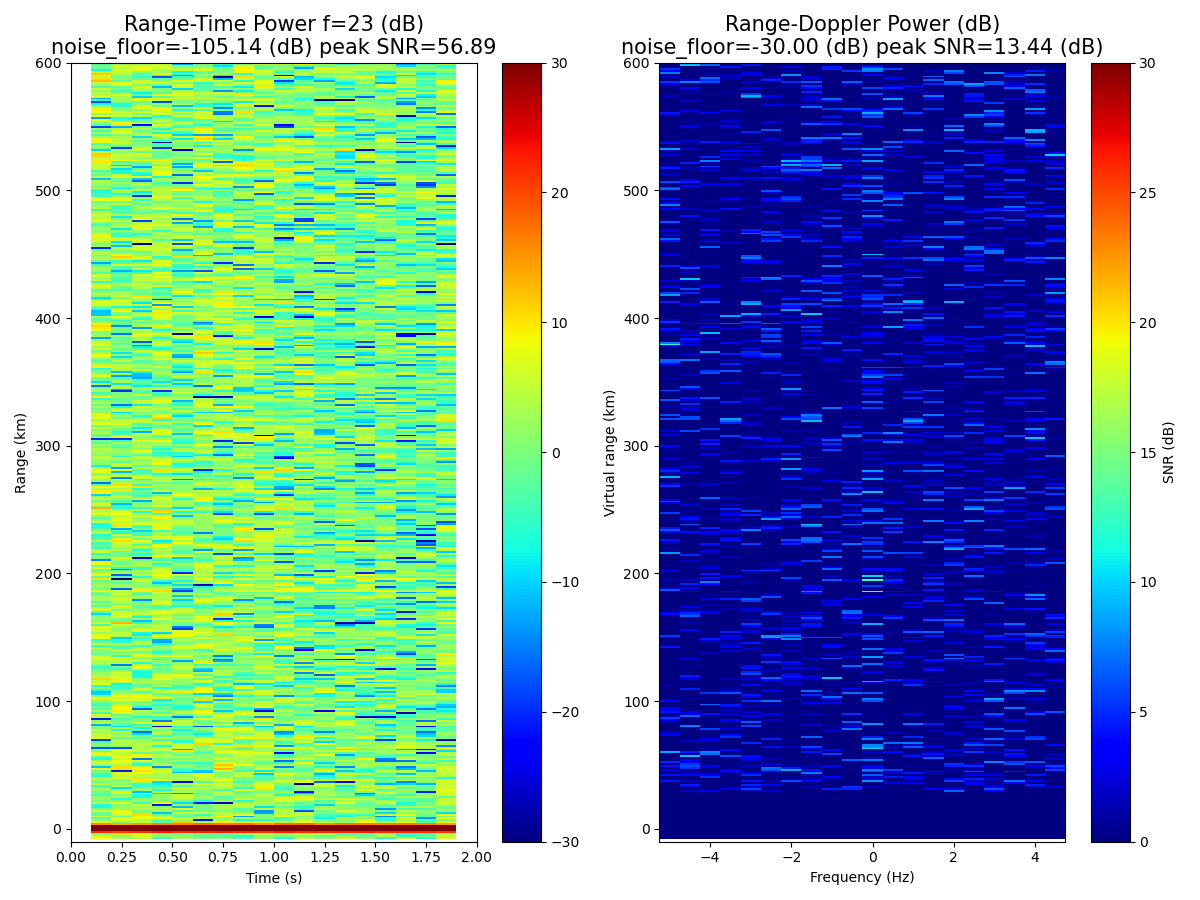 Range-Time Power f=23 (dB)
noise_floor=-105.14 (dB) peak SNR=56.89
600
500
400
300
200
100
0
Range (km)
0.00 0.25 0.50 0.75 1.00 1.25 1.50 1.75 2.00
Time (s)
30
20
10
0
−10
−20
−30
Range-Doppler Power (dB)
noise_floor=-30.00 (dB) peak SNR=13.44 (dB)
600
500
400
300
200
100
0
Virtual range (km)
−4 −2 0 2 4
Frequency (Hz)
30
25
20
15
10
5
0
SNR (dB)